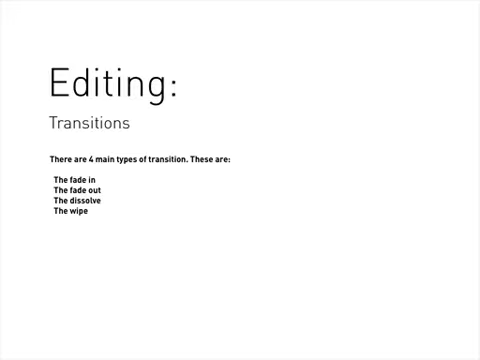 Editing:
Transitions
There are 4 main types of transition. These are:
The fade in
The fade out
The dissolve
The wipe